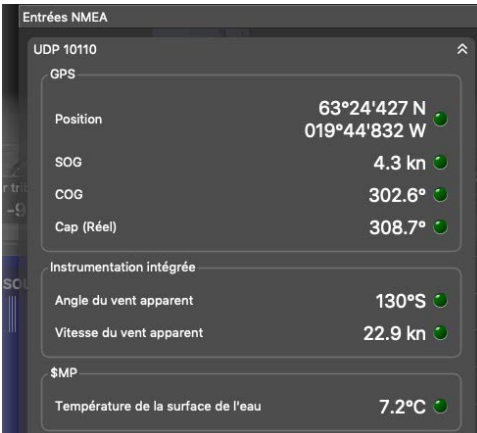 Entrées NMEA
UDP 10110
GPS
Position
63°24'427 N
019°44'832 W
SOG
4.3 kn
COG
302.6°
Cap (Réel)
308.7°
Instrumentation intégrée
Angle du vent apparent
130°S
Vitesse du vent apparent
22.9 kn
$MP
Température de la surface de l'eau
7.2°C